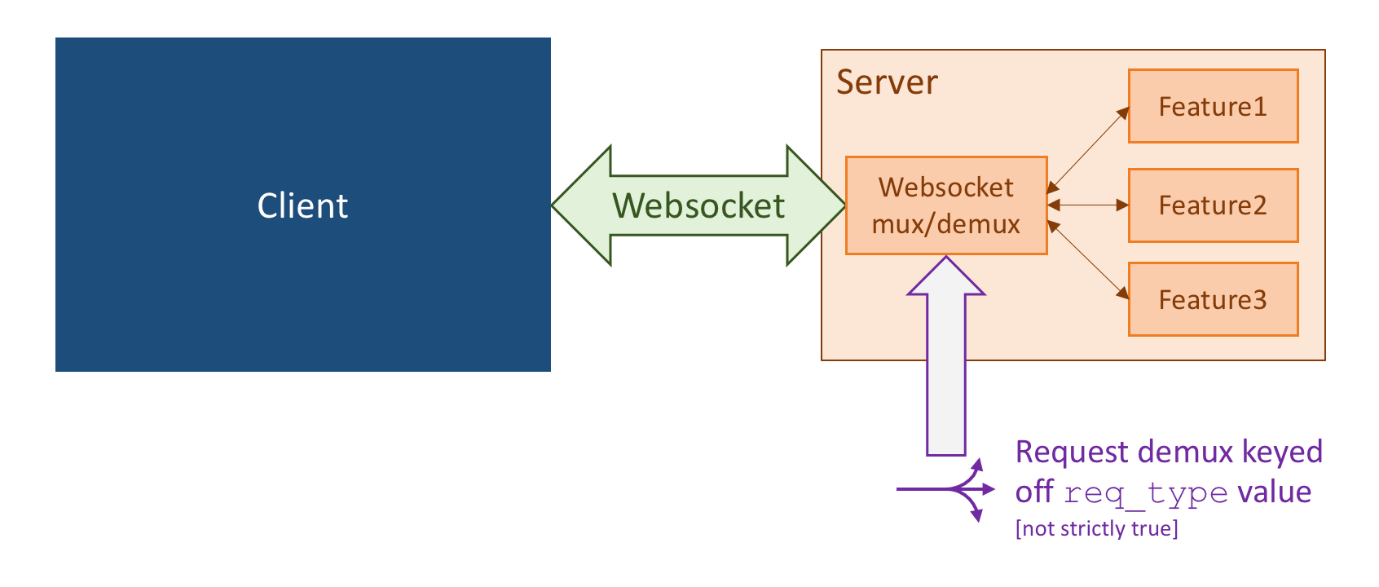 Client
Websocket
Server
Websocket
mux/demux
Feature1
Feature2
Feature3
Request demux keyed
off req_type value
[not strictly true]